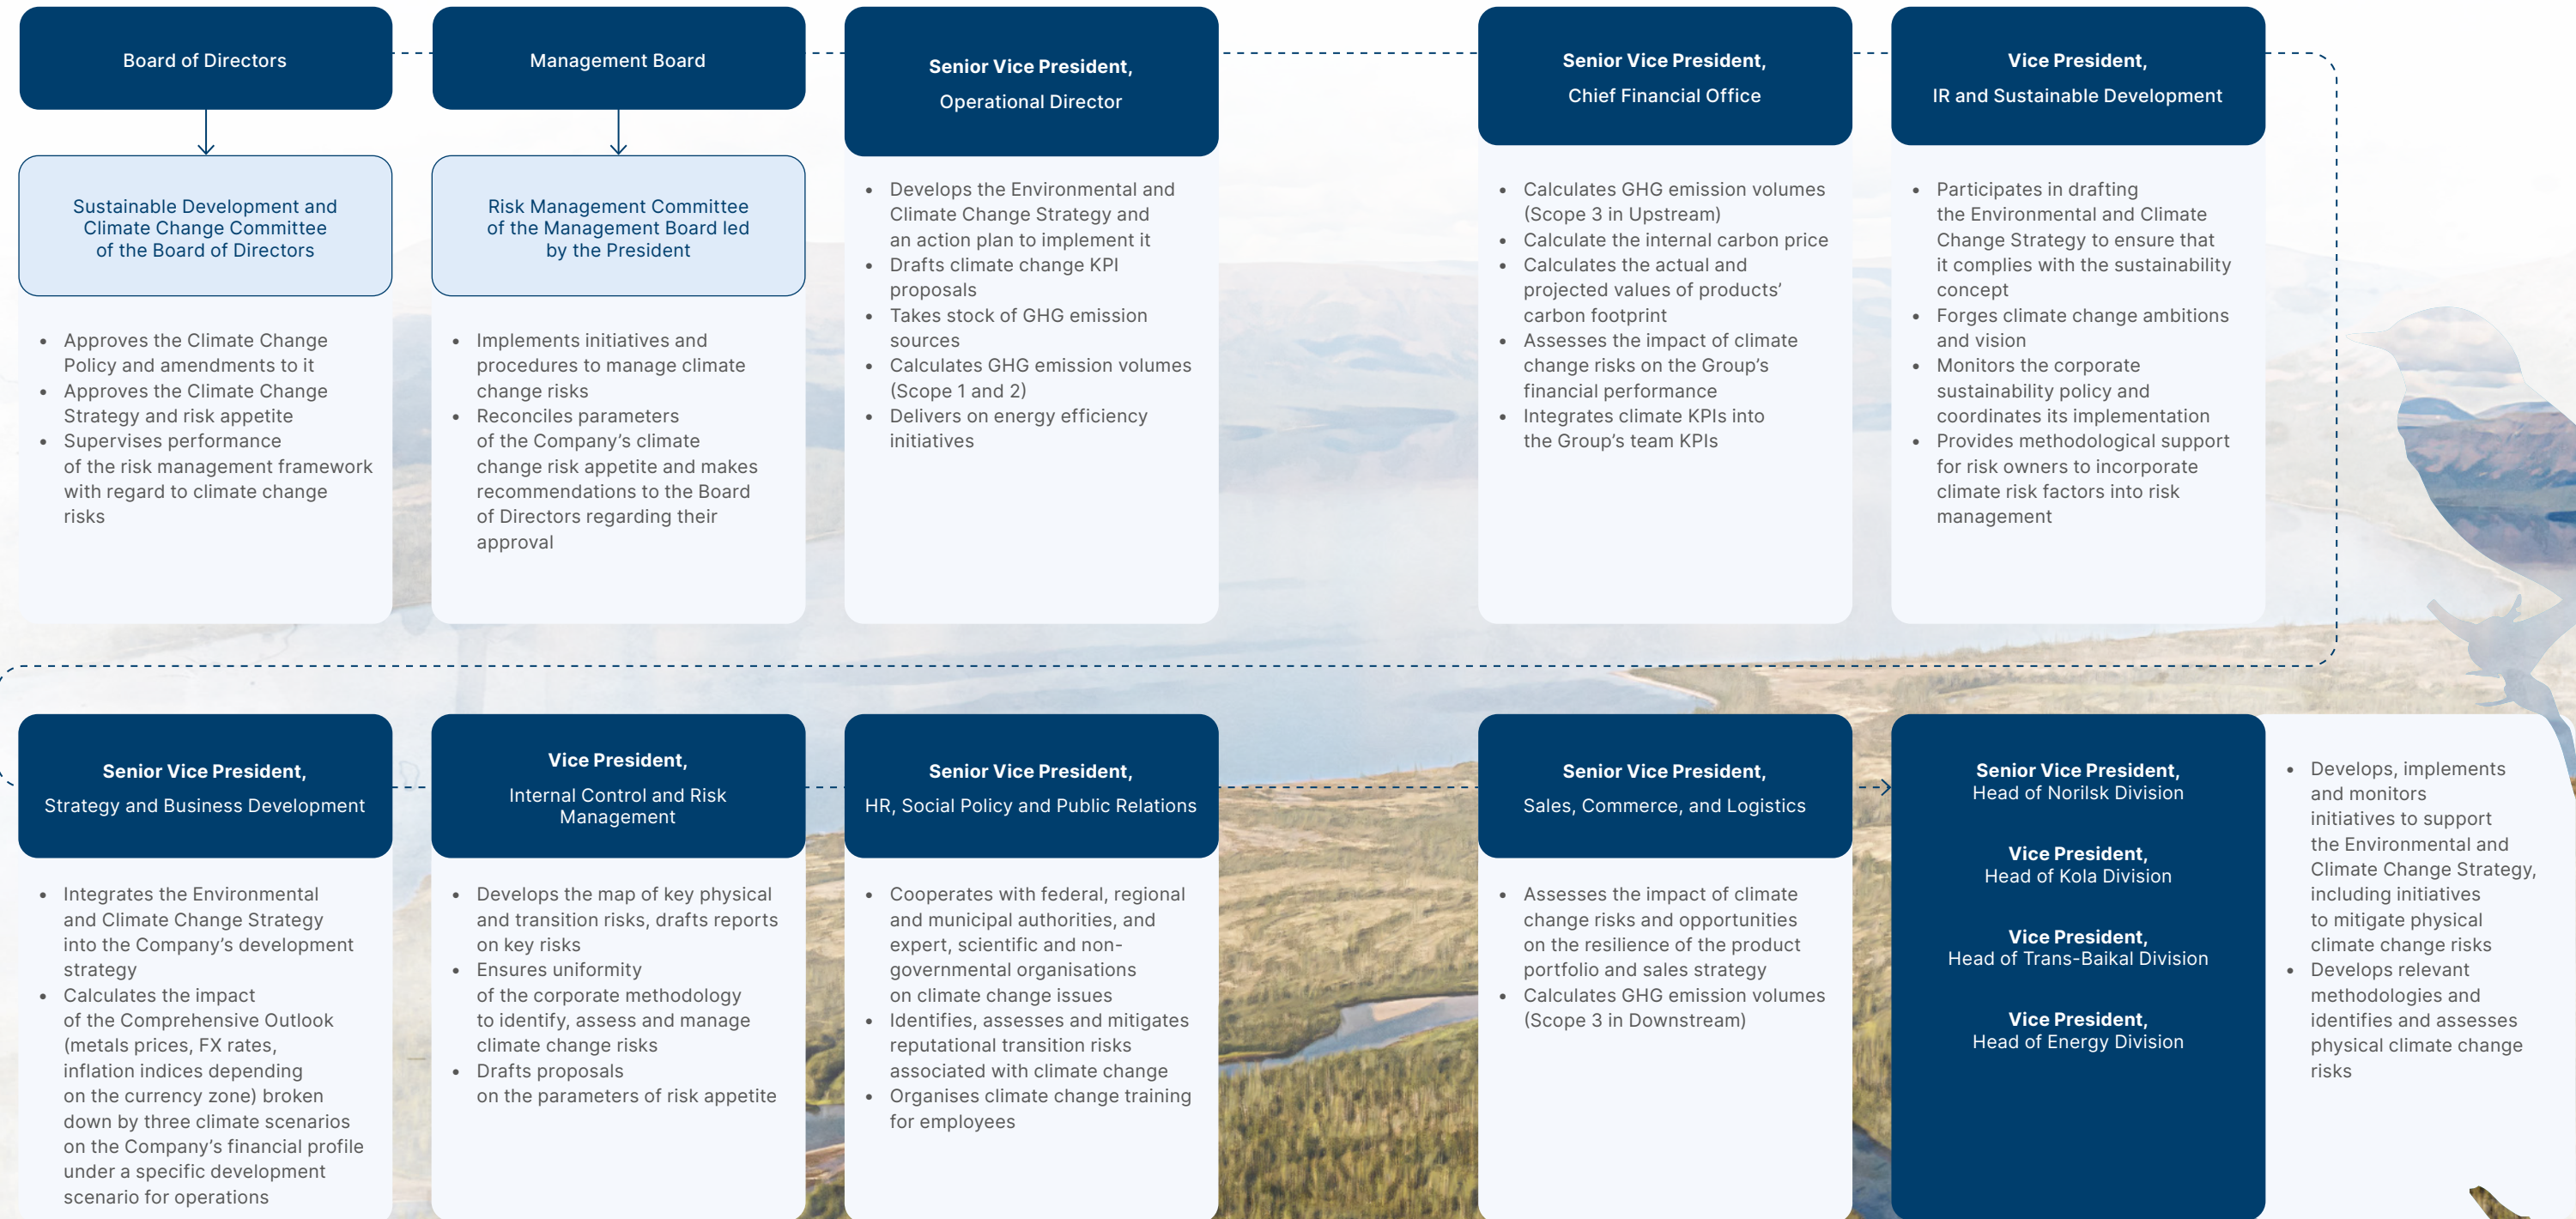 Board of Directors
Sustainable Development and
Climate Change Committee
of the Board of Directors
• Approves the Climate Change
Policy and amendments to it
• Approves the Climate Change
Strategy and risk appetite
• Supervises performance
of the risk management framework
with regard to climate change
risks
Management Board
Risk Management Committee
of the Management Board led
by the President
• Implements initiatives and
procedures to manage climate
change risks
• Reconciles parameters
of the Company’s climate
change risk appetite and makes
recommendations to the Board
of Directors regarding their
approval
Senior Vice President,
Operational Director
• Develops the Environmental and
Climate Change Strategy and
an action plan to implement it
• Drafts climate change KPI
proposals
• Takes stock of GHG emission
sources
• Calculates GHG emission volumes
(Scope 1 and 2)
• Delivers on energy efficiency
initiatives
Senior Vice President,
Chief Financial Office
• Calculates GHG emission volumes
(Scope 3 in Upstream)
• Calculate the internal carbon price
• Calculates the actual and
projected values of products’
carbon footprint
• Assesses the impact of climate
change risks on the Group’s
financial performance
• Integrates climate KPIs into
the Group’s team KPIs
Vice President,
IR and Sustainable Development
• Participates in drafting
the Environmental and Climate
Change Strategy to ensure that
it complies with the sustainability
concept
• Forges climate change ambitions
and vision
• Monitors the corporate
sustainability policy and
coordinates its implementation
• Provides methodological support
for risk owners to incorporate
climate risk factors into risk
management
Senior Vice President,
Strategy and Business Development
• Integrates the Environmental
and Climate Change Strategy
into the Company’s development
strategy
• Calculates the impact
of the Comprehensive Outlook
(metals prices, FX rates,
inflation indices depending
on the currency zone) broken
down by three climate scenarios
on the Company’s financial profile
under a specific development
scenario for operations
Vice President,
Internal Control and Risk
Management
• Develops the map of key physical
and transition risks, drafts reports
on key risks
• Ensures uniformity
of the corporate methodology
to identify, assess and manage
climate change risks
• Drafts proposals
on the parameters of risk appetite
Senior Vice President,
HR, Social Policy and Public Relations
• Cooperates with federal, regional
and municipal authorities, and
expert, scientific and non-
governmental organisations
on climate change issues
• Identifies, assesses and mitigates
reputational transition risks
associated with climate change
• Organises climate change training
for employees
Senior Vice President,
Sales, Commerce, and Logistics
• Assesses the impact of climate
change risks and opportunities
on the resilience of the product
portfolio and sales strategy
• Calculates GHG emission volumes
(Scope 3 in Downstream)
Senior Vice President,
Head of Norilsk Division
Vice President,
Head of Kola Division
Vice President,
Head of Trans-Baikal Division
Vice President,
Head of Energy Division
• Develops, implements
and monitors
initiatives to support
the Environmental and
Climate Change Strategy,
including initiatives
to mitigate physical
climate change risks
• Develops relevant
methodologies and
identifies and assesses
physical climate change
risks